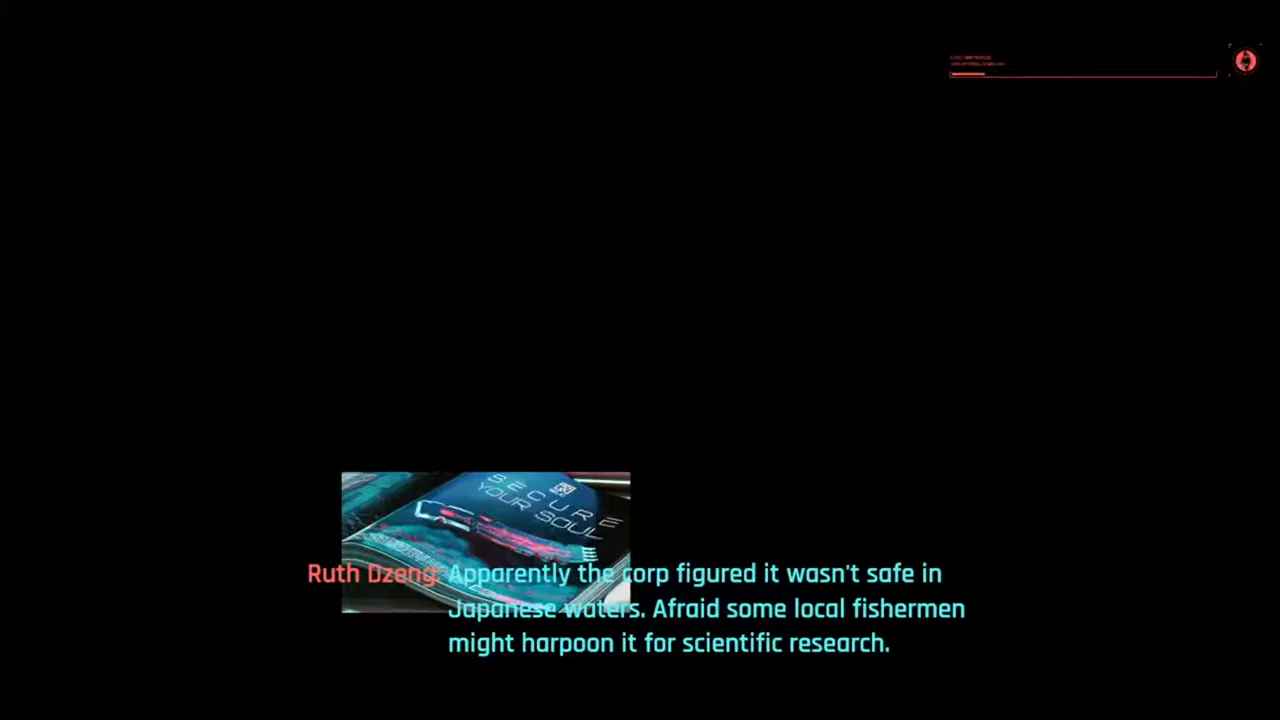 SECURE
YOUR SOUL
Ruth Dzeng: Apparently the corp figured it wasn't safe in
Japanese waters. Afraid some local fishermen
might harpoon it for scientific research.